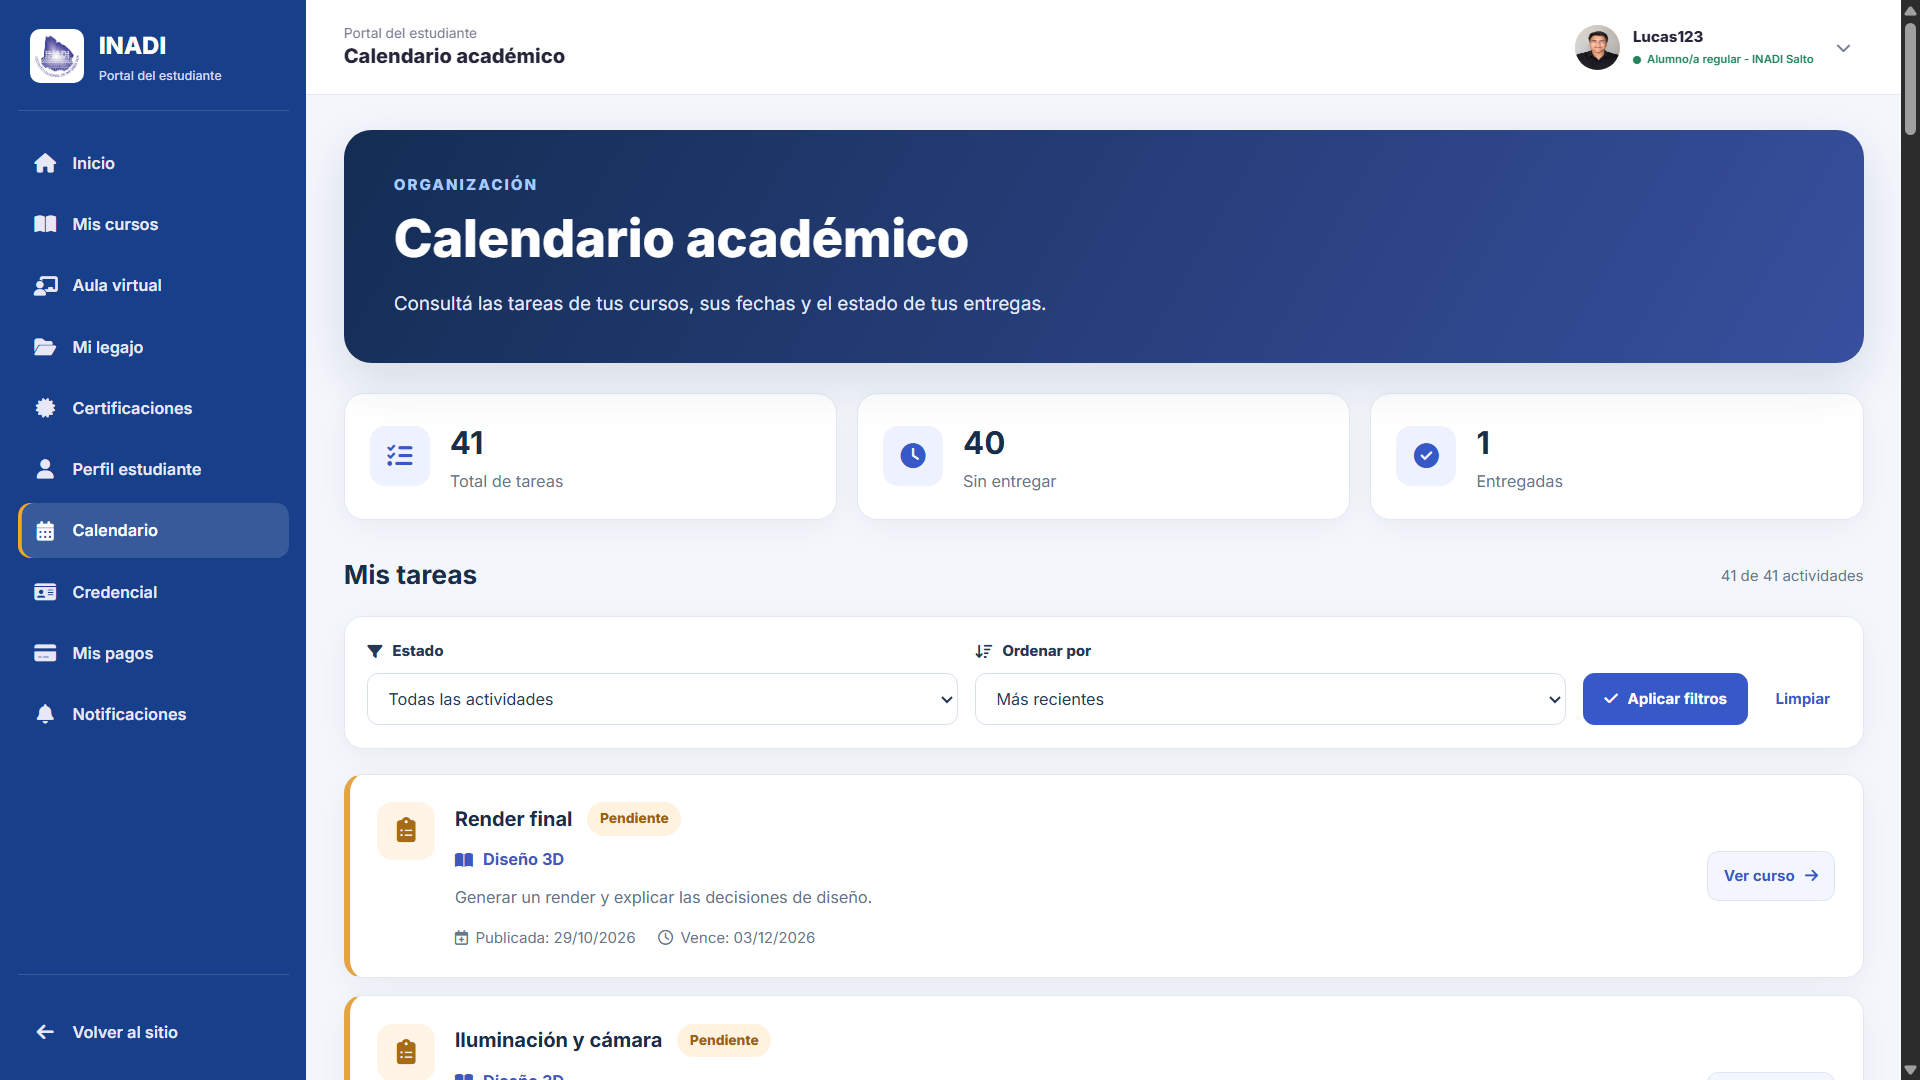 INADI
Portal del estudiante
Inicio
Mis cursos
Aula virtual
Mi legajo
Certificaciones
Perfil estudiante
Calendario
Credencial
Mis pagos
Notificaciones
Volver al sitio
Portal del estudiante
Calendario académico
Lucas123
Alumno/a regular - INADI Salto
ORGANIZACIÓN
Calendario académico
Consultá las tareas de tus cursos, sus fechas y el estado de tus entregas.
41
Total de tareas
40
Sin entregar
1
Entregadas
Mis tareas
41 de 41 actividades
Estado
Todas las actividades
Ordenar por
Más recientes
Aplicar filtros
Limpiar
Render final
Pendiente
Diseño 3D
Generar un render y explicar las decisiones de diseño.
Publicada: 29/10/2026
Vence: 03/12/2026
Ver curso
Iluminación y cámara
Pendiente
Diseño 3D